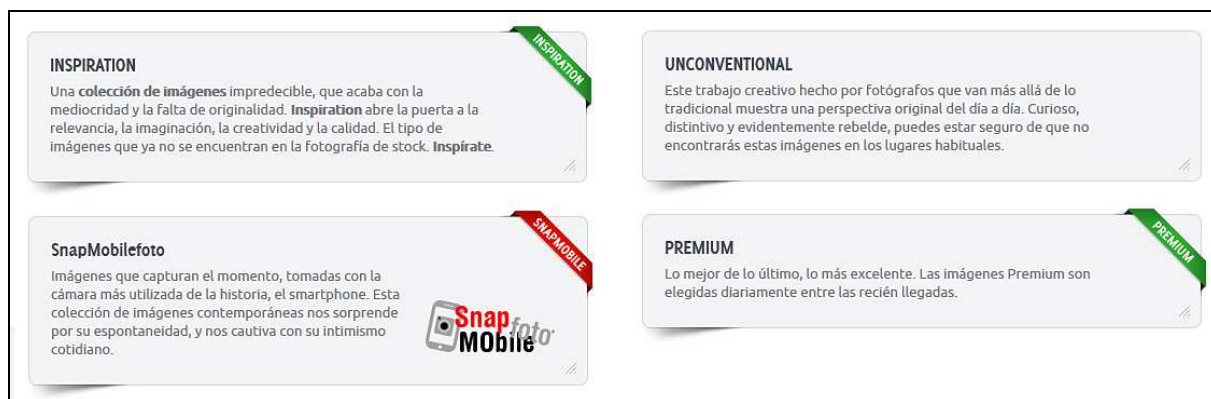 INSPIRATION
INSPIRATION
Una colección de imágenes impredecible, que acaba con la
mediocridad y la falta de originalidad. Inspiration abre la puerta a la
relevancia, la imaginación, la creatividad y la calidad. El tipo de
imágenes que ya no se encuentran en la fotografía de stock. Inspírate.
UNCONVENTIONAL
Este trabajo creativo hecho por fotógrafos que van más allá de lo
tradicional muestra una perspectiva original del día a día. Curioso,
distintivo y evidentemente rebelde, puedes estar seguro de que no
encontrarás estas imágenes en los lugares habituales.
SnapMobilefoto
SNAPMOBILE
Imágenes que capturan el momento, tomadas con la
cámara más utilizada de la historia, el smartphone. Esta
colección de imágenes contemporáneas nos sorprende
por su espontaneidad, y nos cautiva con su intimismo
cotidiano.
Snap foto
MObile
PREMIUM
PREMIUM
Lo mejor de lo último, lo más excelente. Las imágenes Premium son
elegidas diariamente entre las recién llegadas.